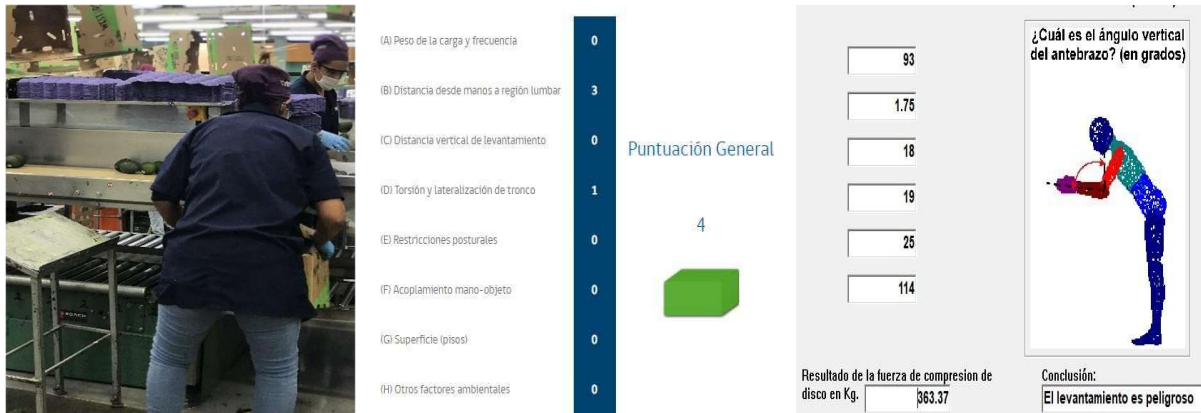 (A) Peso de la carga y frecuencia 0
(B) Distancia desde manos a región lumbar 3
(C) Distancia vertical de levantamiento 0
(D) Torsión y lateralización de tronco 1
(E) Restricciones posturales 0
(F) Acoplamiento mano-objeto 0
(G) Superficie (pisos) 0
(H) Otros factores ambientales 0
Puntuación General
4
93
1.75
18
19
25
114
¿Cuál es el ángulo vertical
del antebrazo? (en grados)
Resultado de la fuerza de compresion de
disco en Kg. 363.37
Conclusión:
El levantamiento es peligroso